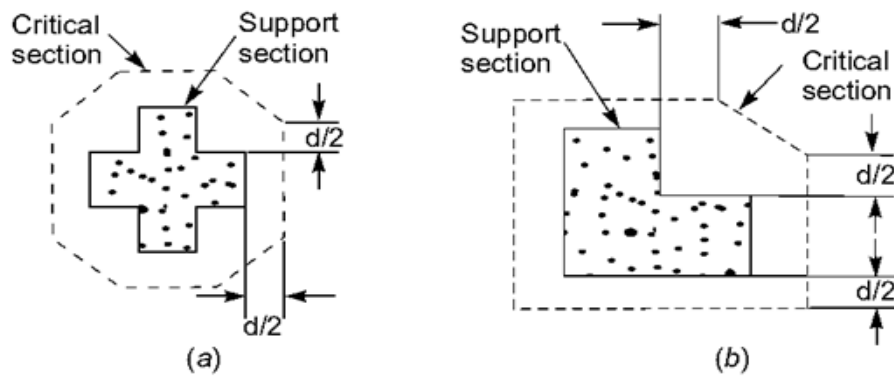 Critical
section
Support
section
d/2
d/2
(a)
Support
section
d/2
Critical
section
d/2
d/2
(b)